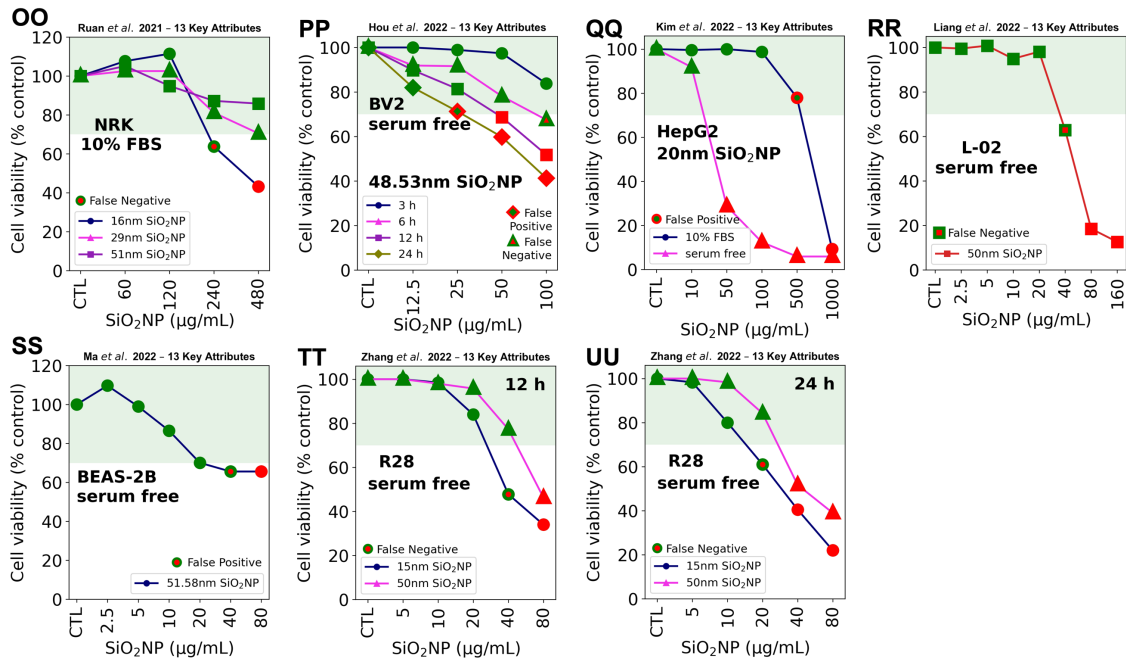 OO
Ruan et al. 2021 – 13 Key Attributes
120
100
80
60
40
20
0
Cell viability (% control)
NRK
10% FBS
False Negative
16nm SiO₂NP
29nm SiO₂NP
51nm SiO₂NP
CTL
60
120
240
480
SiO₂NP (µg/mL)
PP
Hou et al. 2022 – 13 Key Attributes
100
80
60
40
20
0
Cell viability (% control)
BV2
serum free
48.53nm SiO₂NP
3 h
6 h
12 h
24 h
False
Positive
False
Negative
CTL
12.5
25
50
100
SiO₂NP (µg/mL)
QQ
Kim et al. 2022 – 13 Key Attributes
100
80
60
40
20
0
Cell viability (% control)
HepG2
20nm SiO₂NP
False Positive
10% FBS
serum free
CTL
10
50
100
500
1000
SiO₂NP (µg/mL)
RR
Liang et al. 2022 – 13 Key Attributes
100
80
60
40
20
0
Cell viability (% control)
L-02
serum free
False Negative
50nm SiO₂NP
CTL
2.5
5
10
20
40
80
160
SiO₂NP (µg/mL)
SS
Ma et al. 2022 – 13 Key Attributes
120
100
80
60
40
20
0
Cell viability (% control)
BEAS-2B
serum free
False Positive
51.58nm SiO₂NP
CTL
2.5
5
10
20
40
80
SiO₂NP (µg/mL)
TT
Zhang et al. 2022 – 13 Key Attributes
100
80
60
40
20
0
Cell viability (% control)
12 h
R28
serum free
False Negative
15nm SiO₂NP
50nm SiO₂NP
CTL
5
10
20
40
80
SiO₂NP (µg/mL)
UU
Zhang et al. 2022 – 13 Key Attributes
100
80
60
40
20
0
Cell viability (% control)
24 h
R28
serum free
False Negative
15nm SiO₂NP
50nm SiO₂NP
CTL
5
10
20
40
80
SiO₂NP (µg/mL)